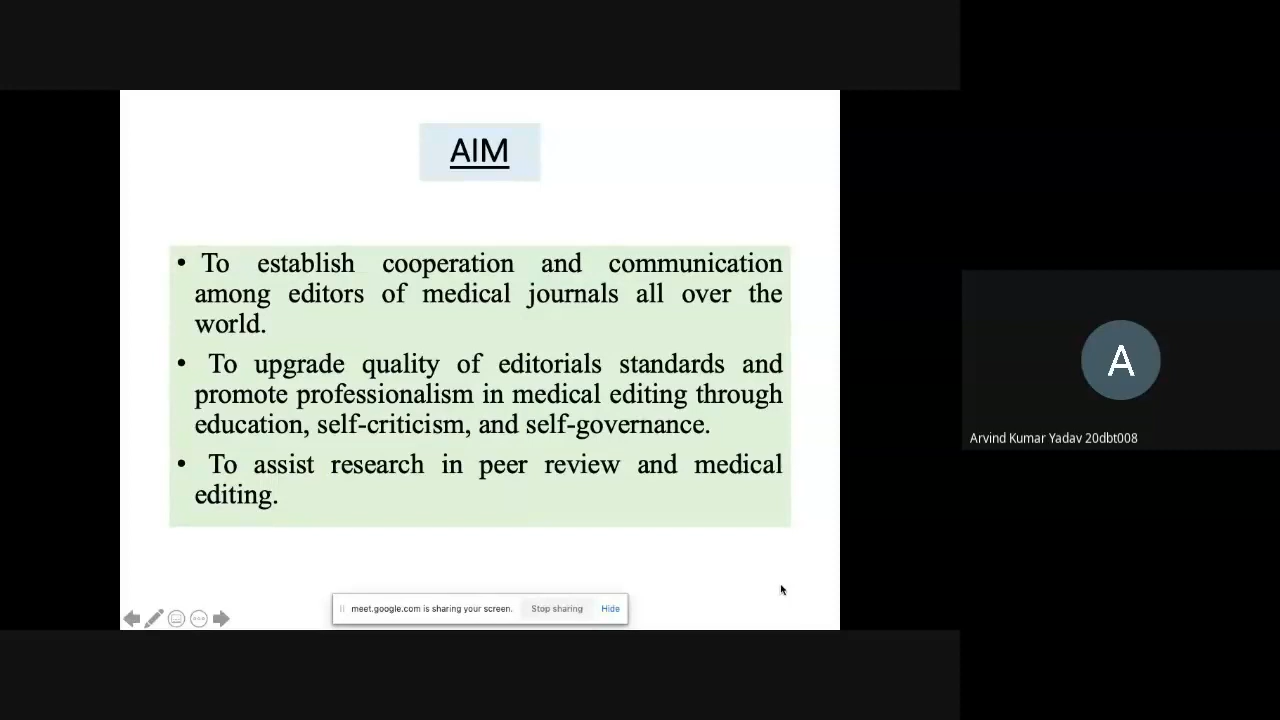 AIM
• To establish cooperation and communication
among editors of medical journals all over the
world.
• To upgrade quality of editorials standards and
promote professionalism in medical editing through
education, self-criticism, and self-governance.
• To assist research in peer review and medical
editing.
meet.google.com is sharing your screen. Stop sharing Hide
A
Arvind Kumar Yadav 20dbt008